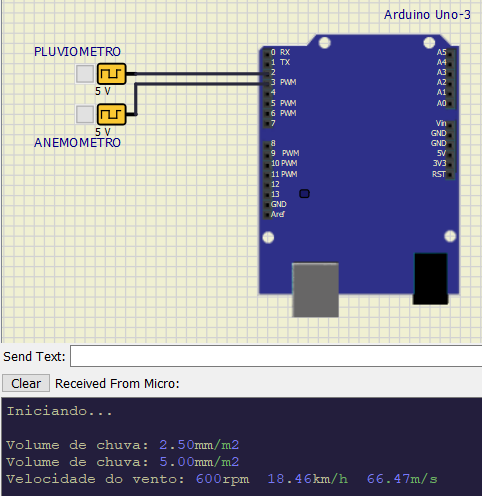 Arduino Uno-3
PLUVIOMETRO
5 V
5 V
ANEMOMETRO
0 RX
1 TX
2
3 PWM
4
5 PWM
6 PWM
7
8
9 PWM
10 PWM
11 PWM
12
13
GND
Aref
A5
A4
A3
A2
A1
A0
Vin
GND
GND
5V
3V3
RST
Send Text:
Clear Received From Micro:
Iniciando...
Volume de chuva: 2.50mm/m2
Volume de chuva: 5.00mm/m2
Velocidade do vento: 600rpm 18.46km/h 66.47m/s